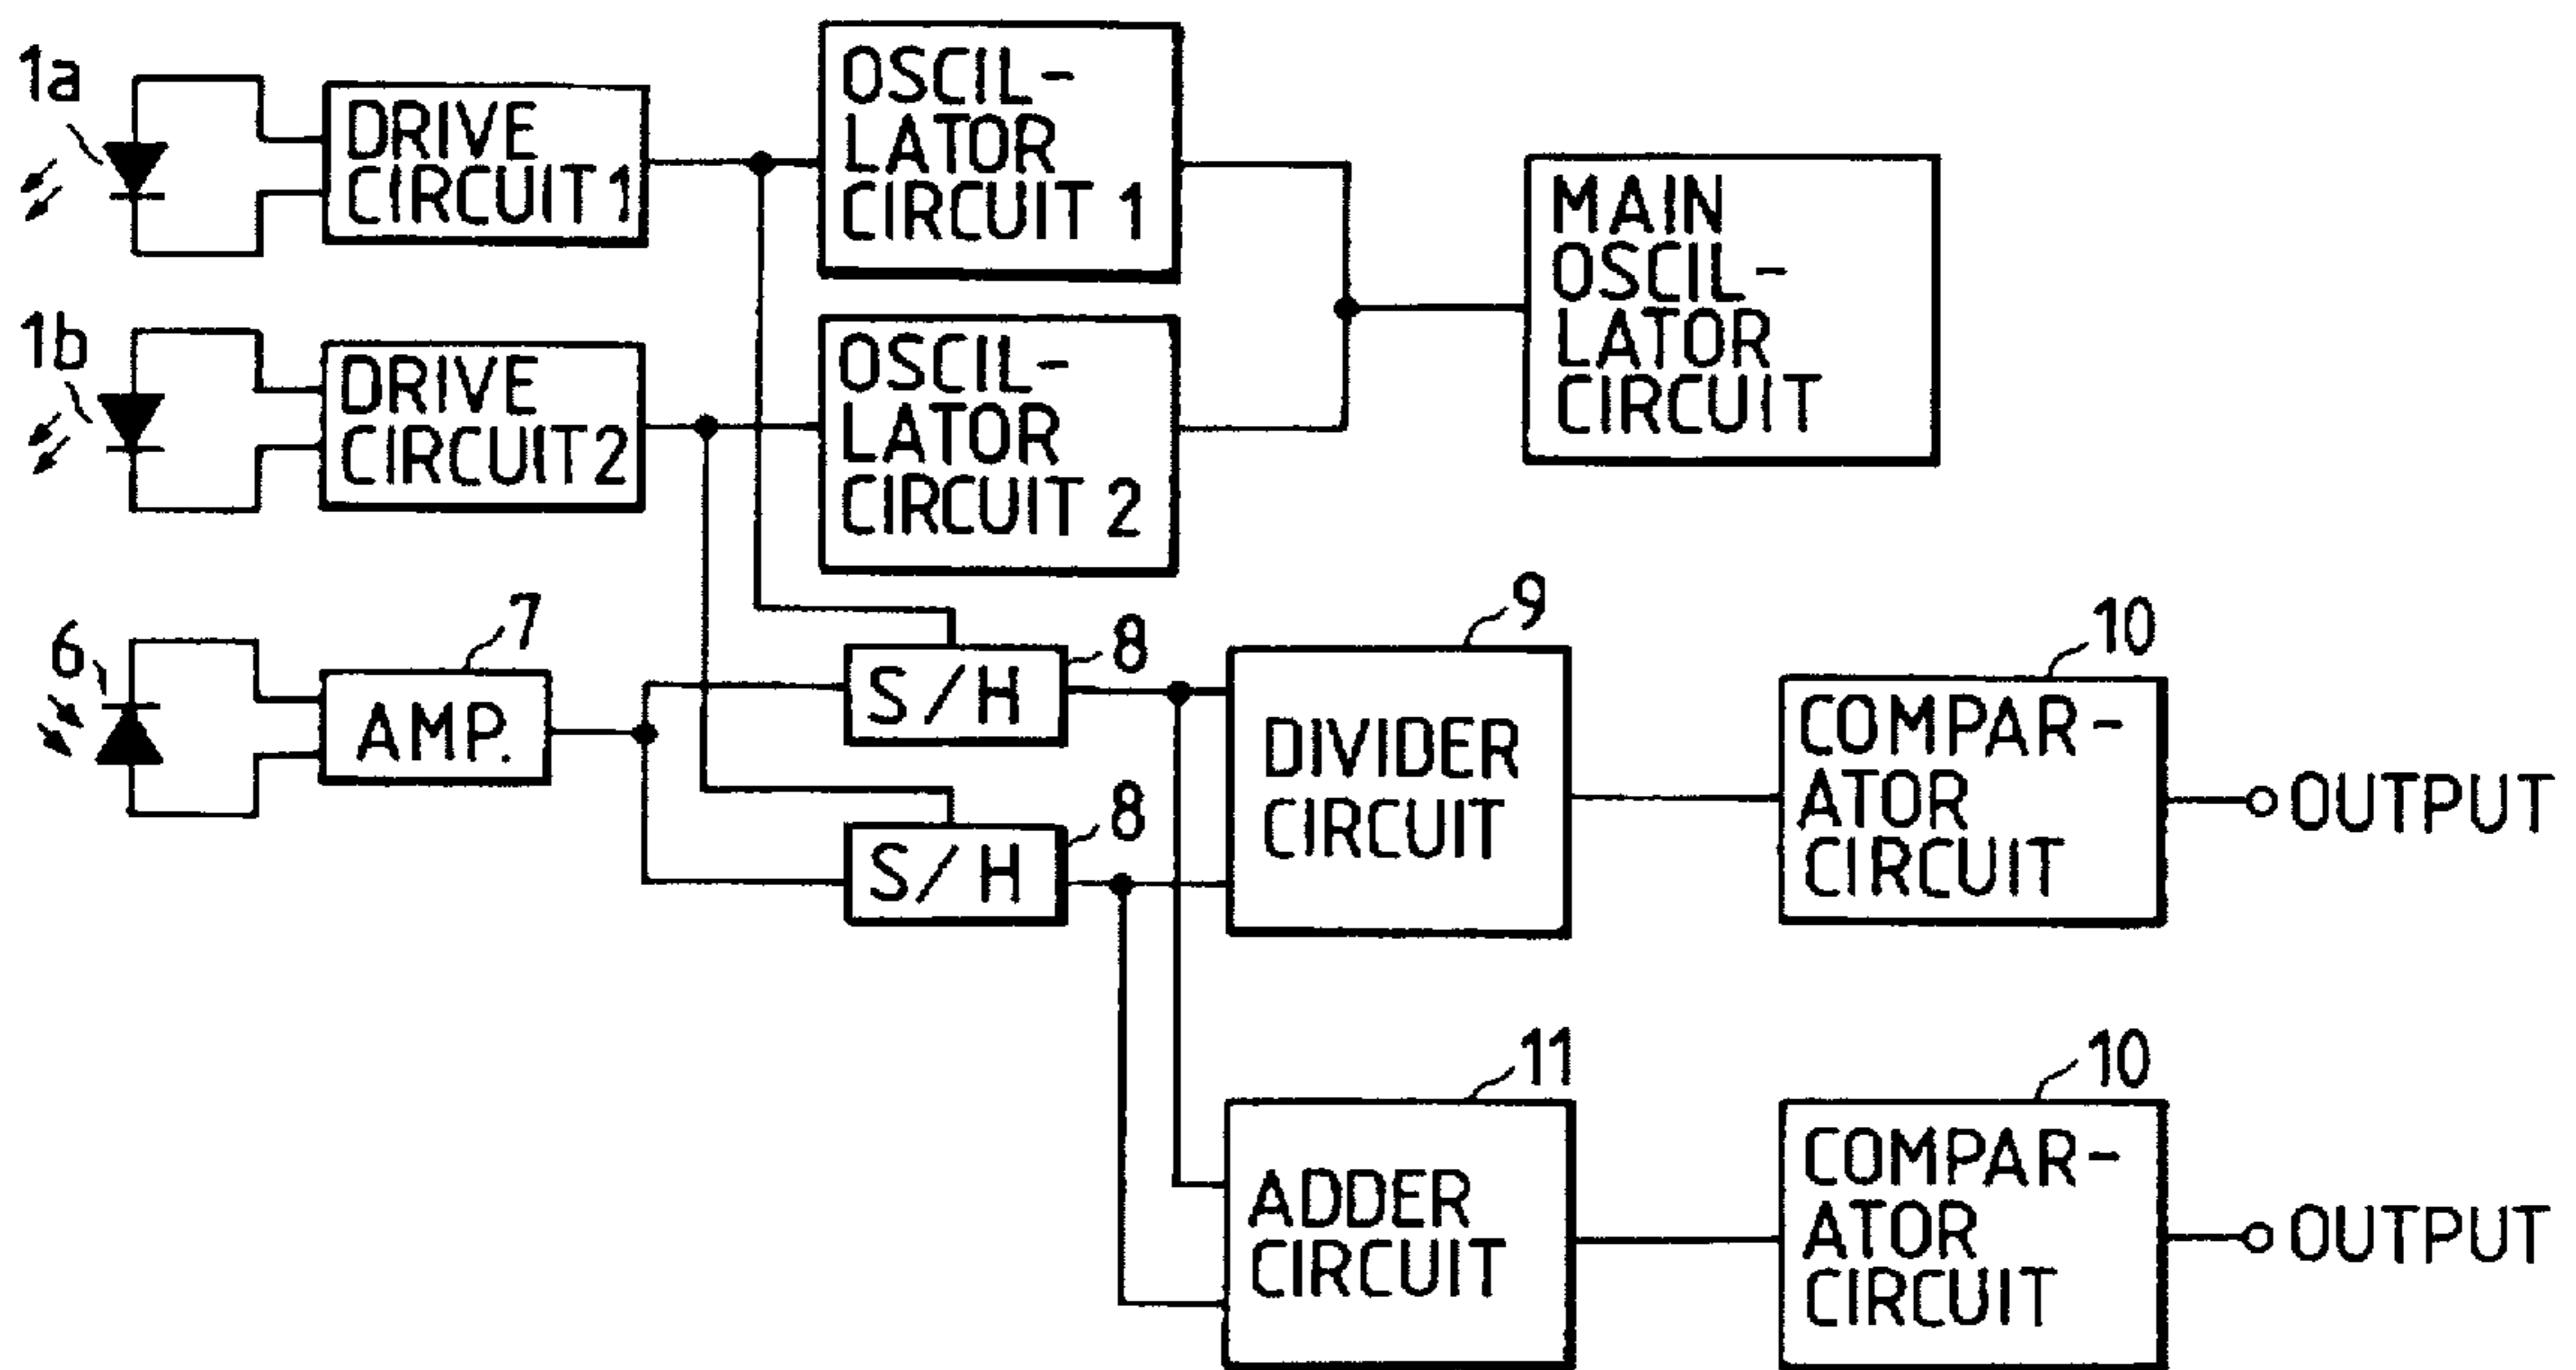 1a
DRIVE
CIRCUIT 1
OSCIL-
LATOR
CIRCUIT 1
MAIN
OSCIL-
LATOR
CIRCUIT
1b
DRIVE
CIRCUIT 2
OSCIL-
LATOR
CIRCUIT 2
6
7
AMP.
8
S/H
8
S/H
9
DIVIDER
CIRCUIT
10
COMPAR-
ATOR
CIRCUIT
OUTPUT
11
ADDER
CIRCUIT
10
COMPAR-
ATOR
CIRCUIT
OUTPUT